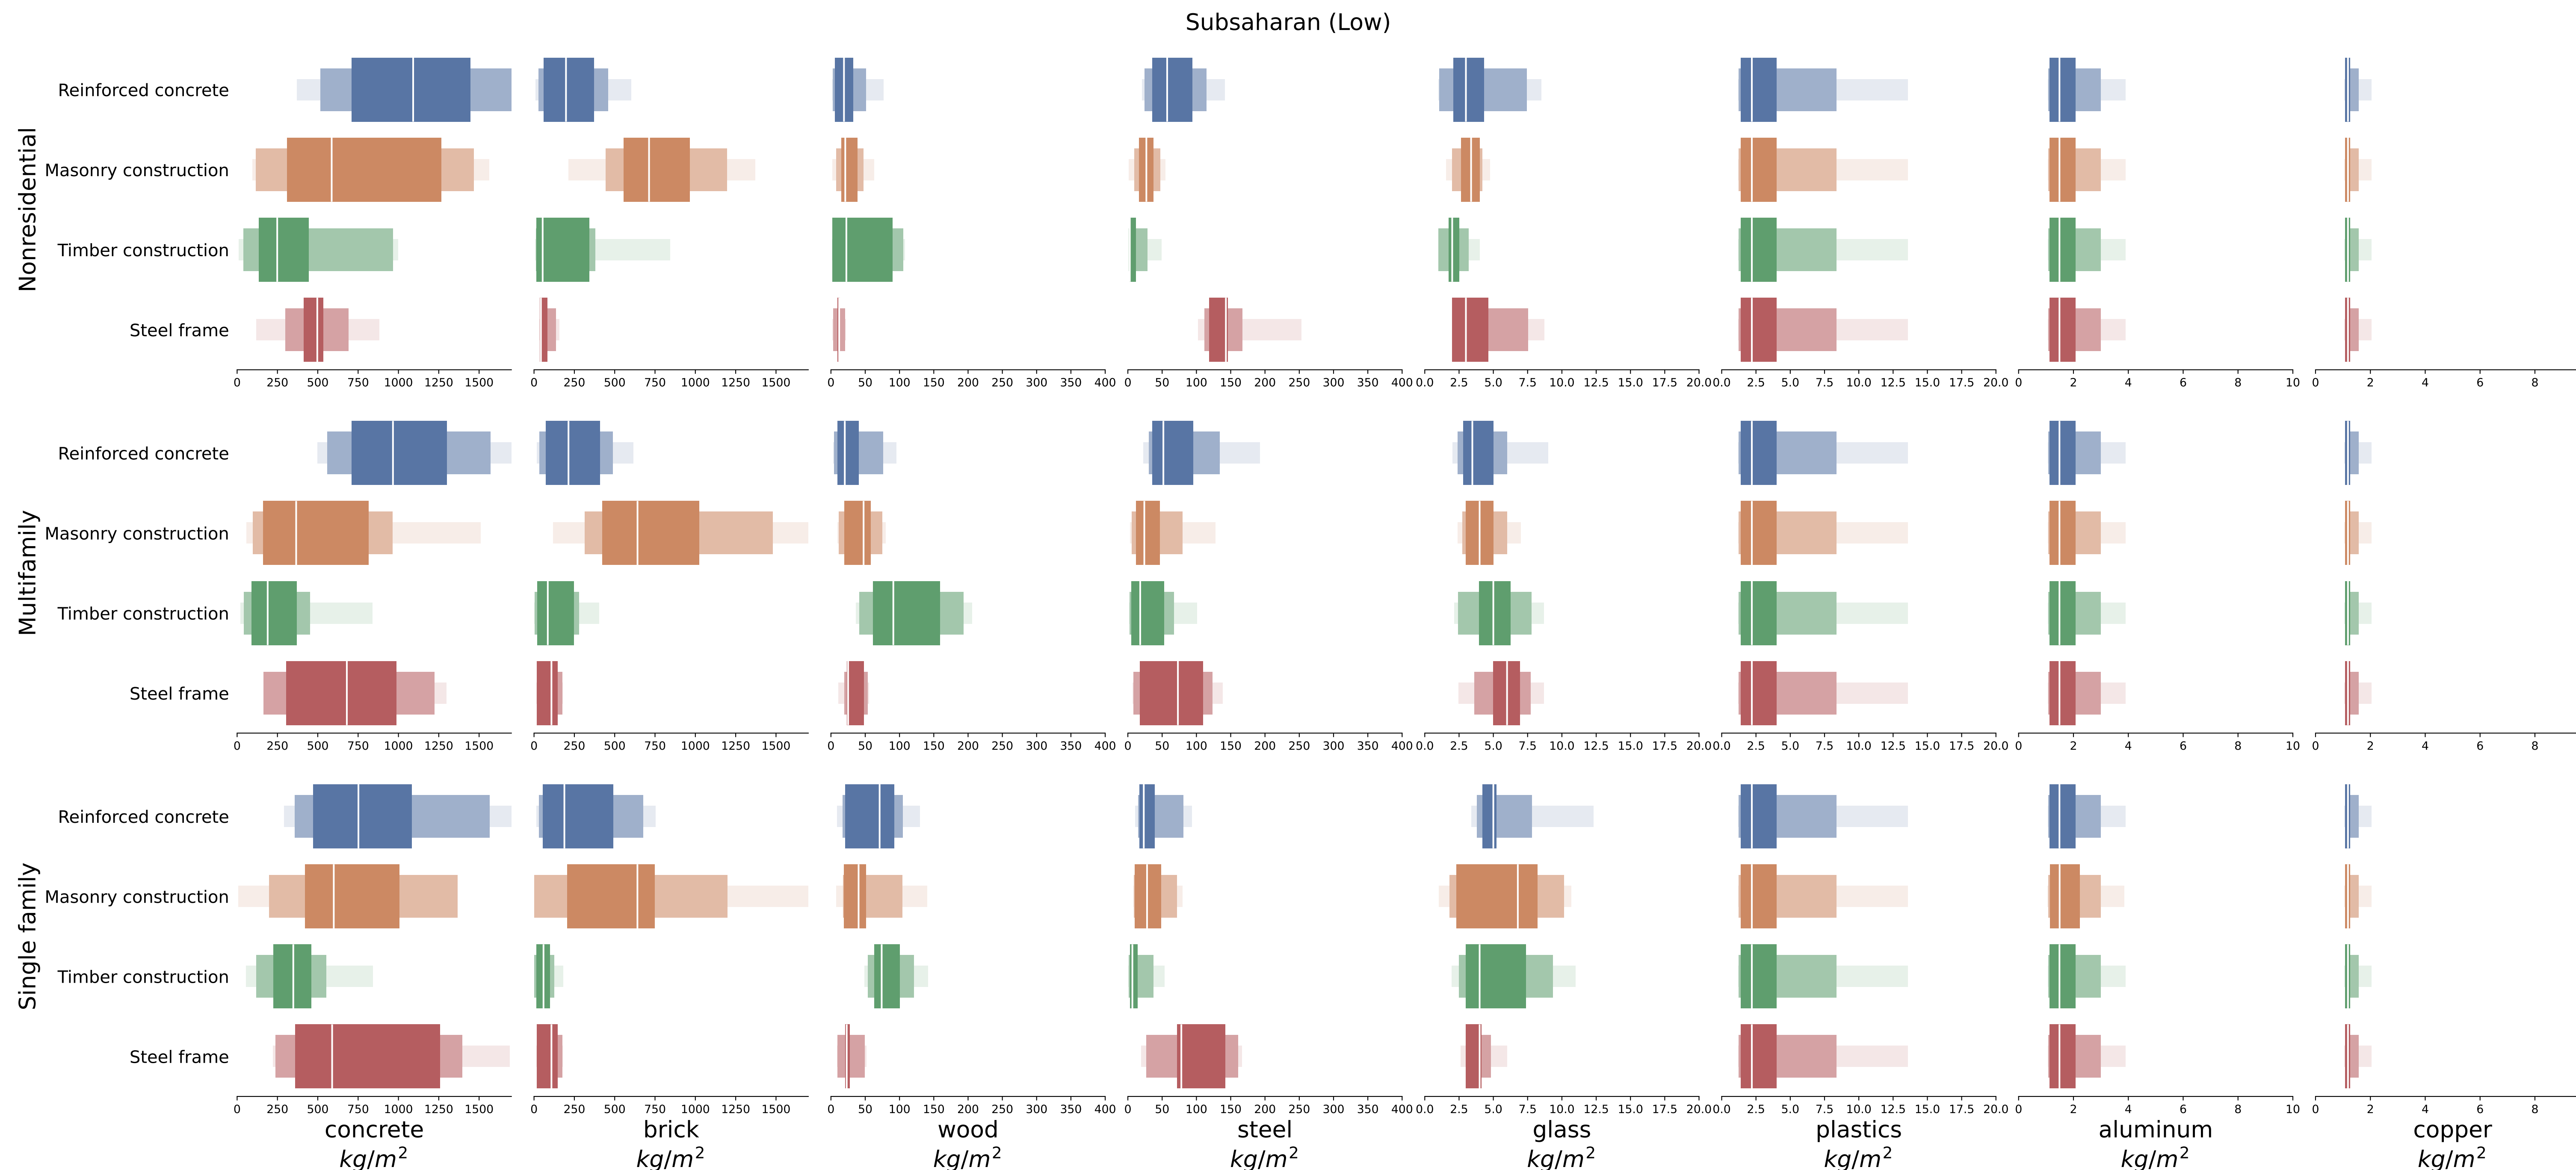 Subsaharan (Low)
Nonresidential
Reinforced concrete
Masonry construction
Timber construction
Steel frame
0 250 500 750 1000 1250 1500 0 250 500 750 1000 1250 1500 0 50 100 150 200 250 300 350 400 0 50 100 150 200 250 300 350 400 0.0 2.5 5.0 7.5 10.0 12.5 15.0 17.5 20.0 0.0 2.5 5.0 7.5 10.0 12.5 15.0 17.5 20.0 0 2 4 6 8 10 0 2 4 6 8
Multifamily
Reinforced concrete
Masonry construction
Timber construction
Steel frame
0 250 500 750 1000 1250 1500 0 250 500 750 1000 1250 1500 0 50 100 150 200 250 300 350 400 0 50 100 150 200 250 300 350 400 0.0 2.5 5.0 7.5 10.0 12.5 15.0 17.5 20.0 0.0 2.5 5.0 7.5 10.0 12.5 15.0 17.5 20.0 0 2 4 6 8 10 0 2 4 6 8
Single family
Reinforced concrete
Masonry construction
Timber construction
Steel frame
0 250 500 750 1000 1250 1500 0 250 500 750 1000 1250 1500 0 50 100 150 200 250 300 350 400 0 50 100 150 200 250 300 350 400 0.0 2.5 5.0 7.5 10.0 12.5 15.0 17.5 20.0 0.0 2.5 5.0 7.5 10.0 12.5 15.0 17.5 20.0 0 2 4 6 8 10 0 2 4 6 8
concrete brick wood steel glass plastics aluminum copper
kg/m² kg/m² kg/m² kg/m² kg/m² kg/m² kg/m² kg/m²